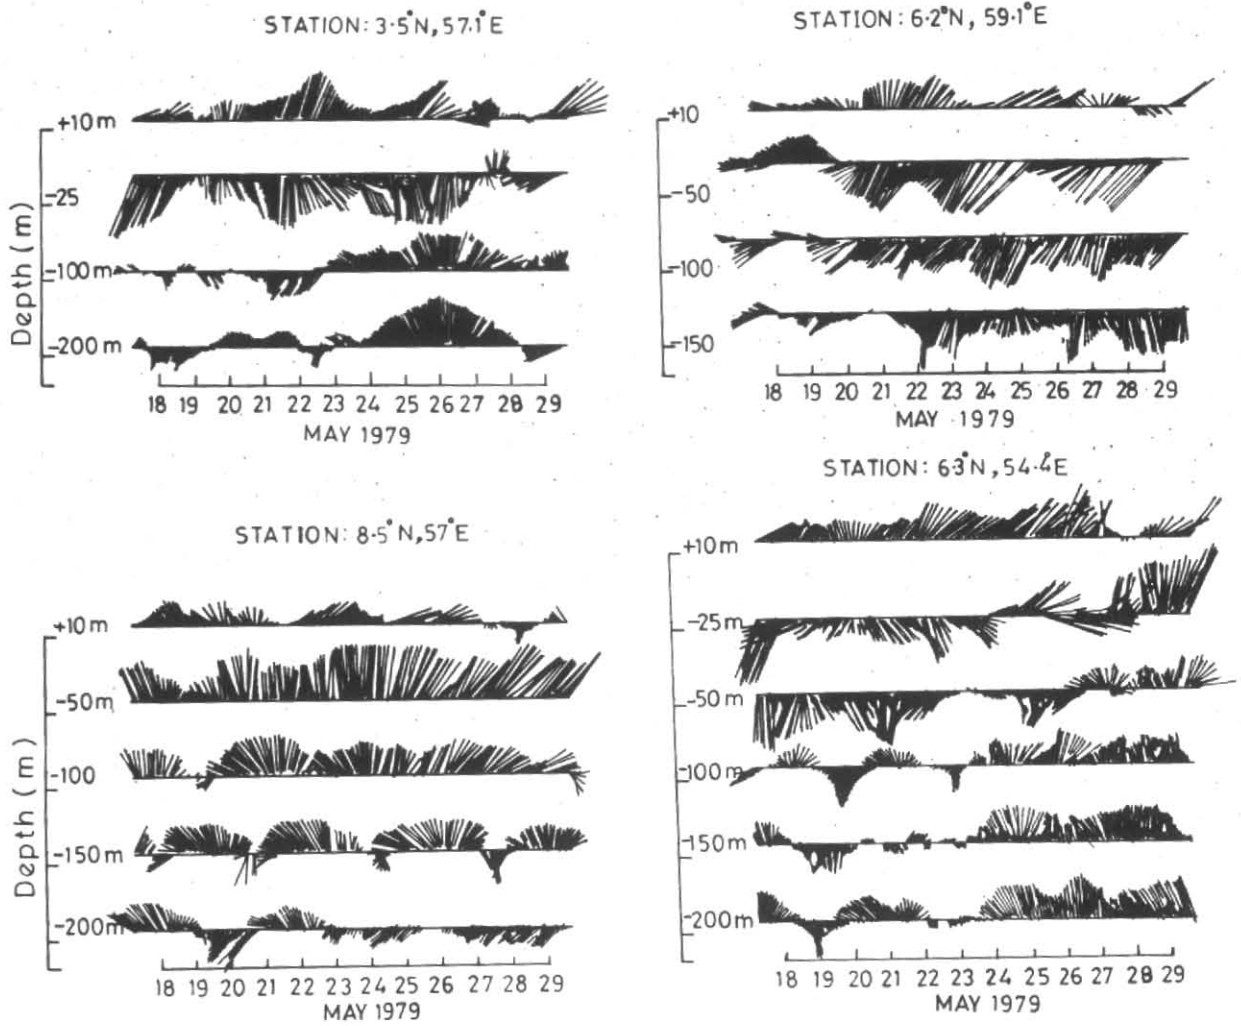 STATION: 3·5°N, 57.1°E
+10 m
-25
-100 m
-200 m
Depth (m)
18 19 20 21 22 23 24 25 26 27 28 29
MAY 1979
STATION: 6·2°N, 59·1°E
+10
-50
-100
-150
18 19 20 21 22 23 24 25 26 27 28 29
MAY · 1979
STATION: 8·5°N, 57°E
+10 m
-50 m
-100
-150 m
-200 m
Depth (m)
18 19 20 21 22 23 24 25 26 27 28 29
MAY 1979
STATION: 6·3°N, 54·4°E
+10 m
-25 m
-50 m
-100 m
-150 m
-200 m
18 19 20 21 22 23 24 25 26 27 28 29
MAY 1979